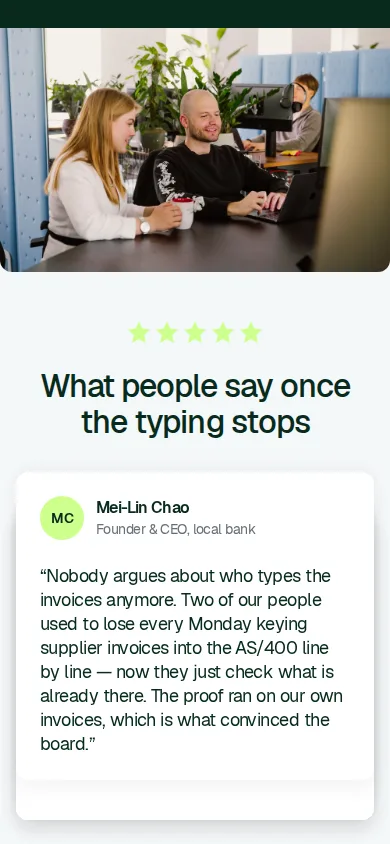 What people say once
the typing stops
MC
Mei-Lin Chao
Founder & CEO, local bank
“Nobody argues about who types the
invoices anymore. Two of our people
used to lose every Monday keying
supplier invoices into the AS/400 line
by line — now they just check what is
already there. The proof ran on our own
invoices, which is what convinced the
board.”